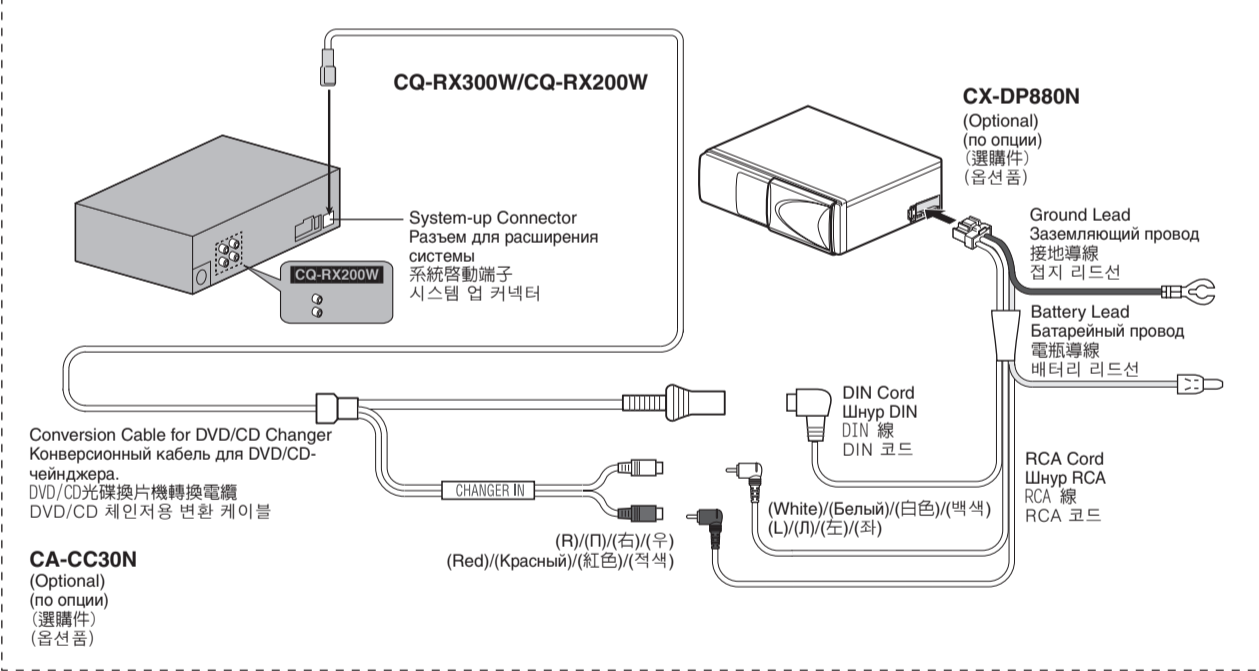 CQ-RX300W/CQ-RX200W
CX-DP880N
(Optional)
(по опции)
(選購件)
(옵션품)
System-up Connector
Разъем для расширения
системы
系統啓動端子
시스템 업 커넥터
CQ-RX200W
Ground Lead
Заземляющий провод
接地導線
접지 리드선
Battery Lead
Батарейный провод
電瓶導線
배터리 리드선
DIN Cord
Шнур DIN
DIN 線
DIN 코드
Conversion Cable for DVD/CD Changer
Конверсионный кабель для DVD/CD-
чейнджера.
DVD/CD光碟換片機轉換電纜
DVD/CD 체인저용 변환 케이블
CHANGER IN
RCA Cord
Шнур RCA
RCA 線
RCA 코드
(White)/(Белый)/(白色)/(백색)
(L)/(Л)/(左)/(좌)
(R)/(П)/(右)/(우)
(Red)/(Красный)/(紅色)/(적색)
CA-CC30N
(Optional)
(по опции)
(選購件)
(옵션품)